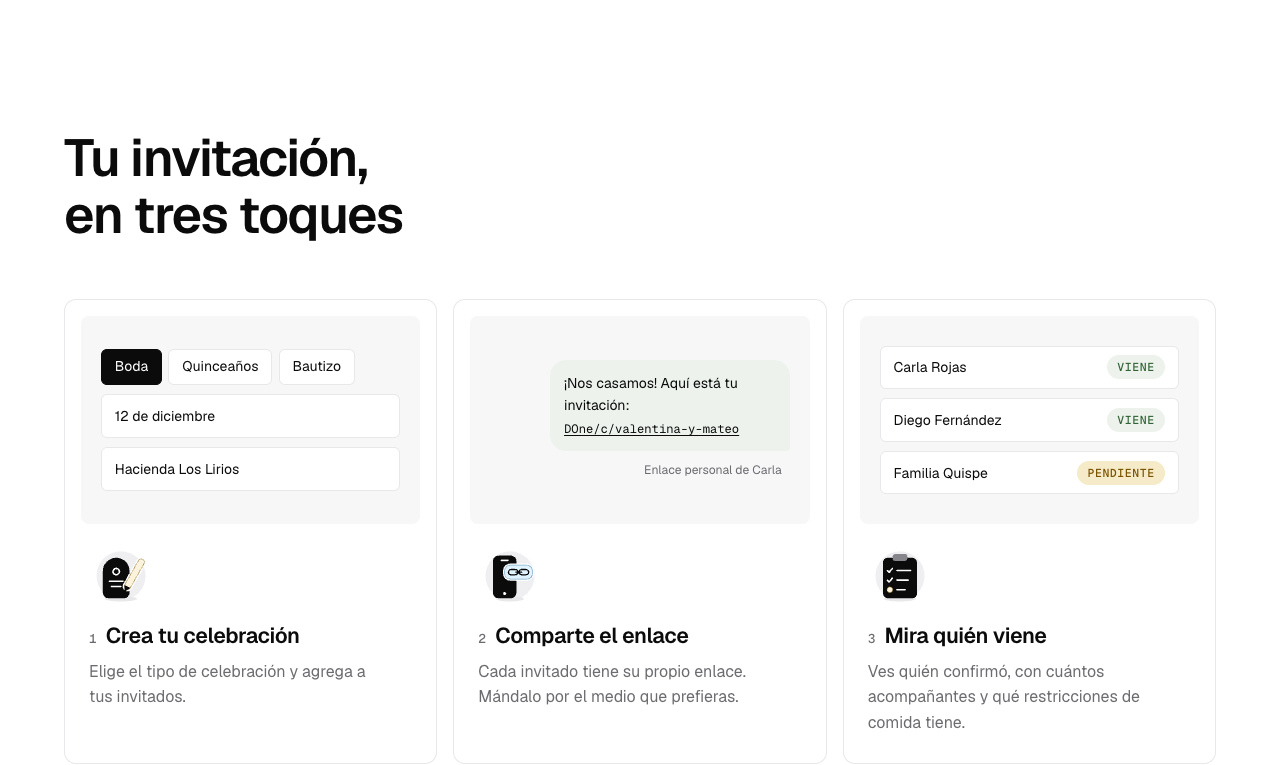 Tu invitación,
en tres toques
Boda
Quinceaños
Bautizo
12 de diciembre
Hacienda Los Lirios
1 Crea tu celebración
Elige el tipo de celebración y agrega a
tus invitados.
¡Nos casamos! Aquí está tu
invitación:
DOne/c/valentina-y-mateo
Enlace personal de Carla
2 Comparte el enlace
Cada invitado tiene su propio enlace.
Mándalo por el medio que prefieras.
Carla Rojas VIENE
Diego Fernández VIENE
Familia Quispe PENDIENTE
3 Mira quién viene
Ves quién confirmó, con cuántos
acompañantes y qué restricciones de
comida tiene.